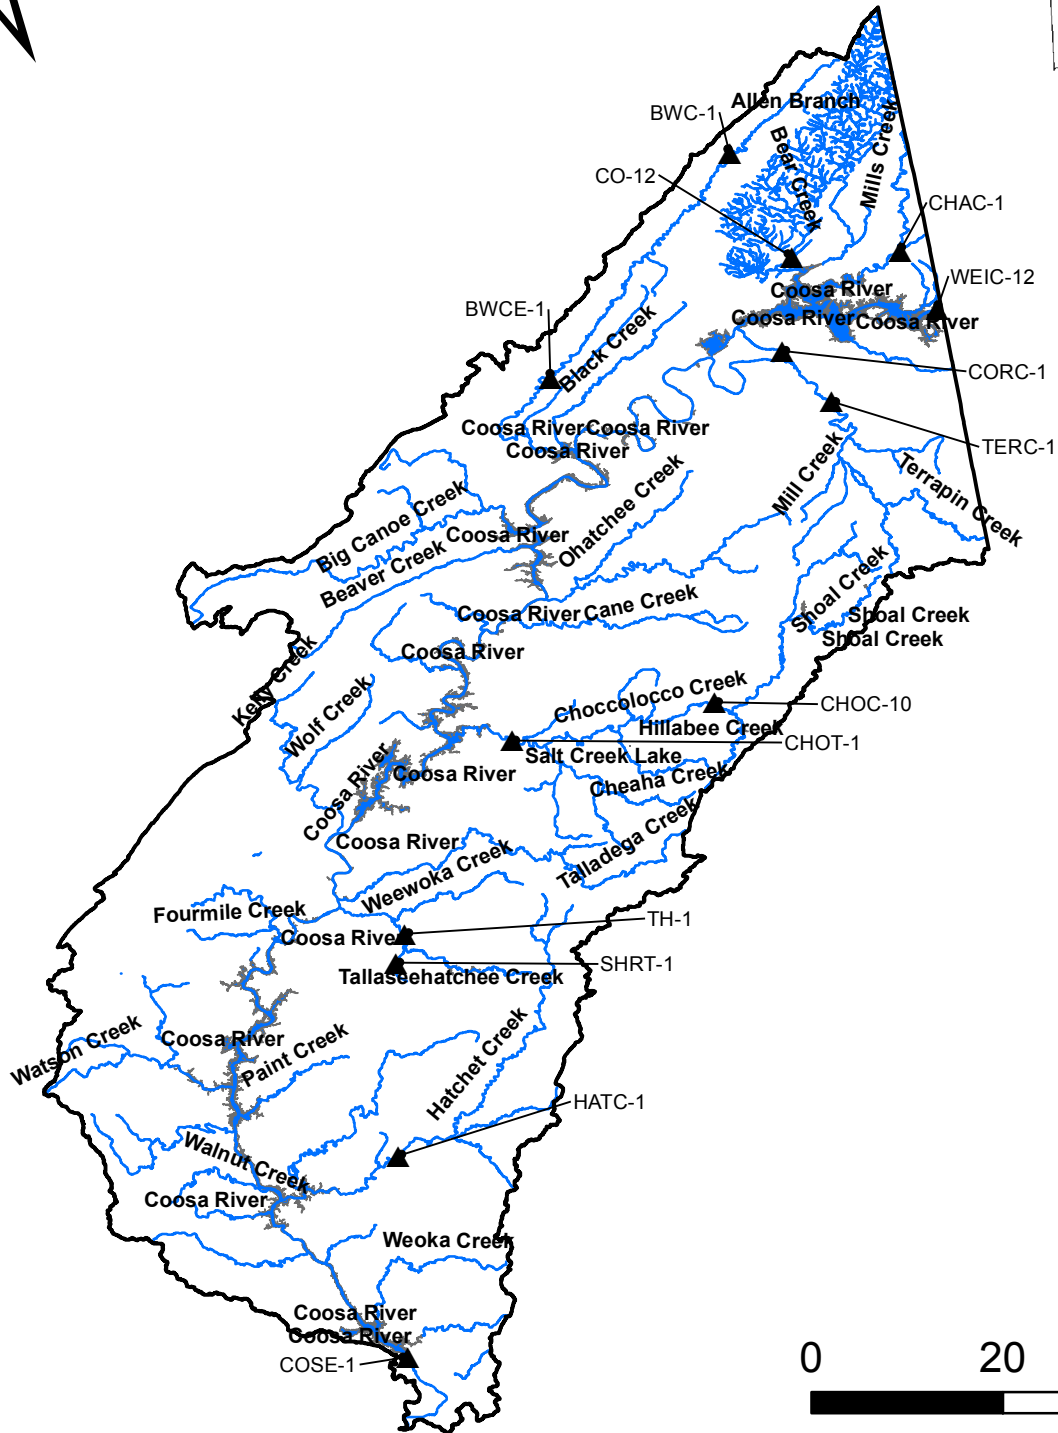 Allen Branch
BWC-1
Bear Creek
Mills Creek
CO-12
CHAC-1
WEIC-12
Coosa River
Coosa River
Coosa River
BWCE-1
Black Creek
CORC-1
Coosa River
Coosa River
Coosa River
TERC-1
Mill Creek
Terrapin Creek
Ohatchee Creek
Big Canoe Creek
Coosa River
Beaver Creek
Shoal Creek
Coosa River
Cane Creek
Shoal Creek
Shoal Creek
Coosa River
Kelly Creek
Wolf Creek
Choccolocco Creek
CHOC-10
Hillabee Creek
CHOT-1
Salt Creek Lake
Coosa River
Coosa River
Cheaha Creek
Coosa River
Talladega Creek
Weewoka Creek
Fourmile Creek
TH-1
Coosa River
SHRT-1
Tallaseehatchee Creek
Watson Creek
Coosa River
Paint Creek
Hatchet Creek
HATC-1
Walnut Creek
Coosa River
Weoka Creek
Coosa River
Coosa River
COSE-1
0 20